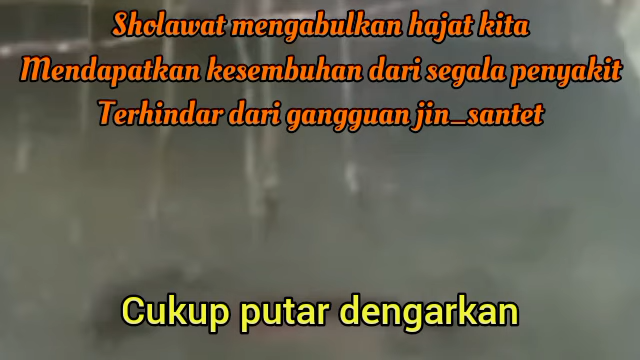 Sholawat mengabulkan hajat kita
Mendapatkan kesembuhan dari segala penyakit
Terhindar dari gangguan jin_santet
Cukup putar dengarkan